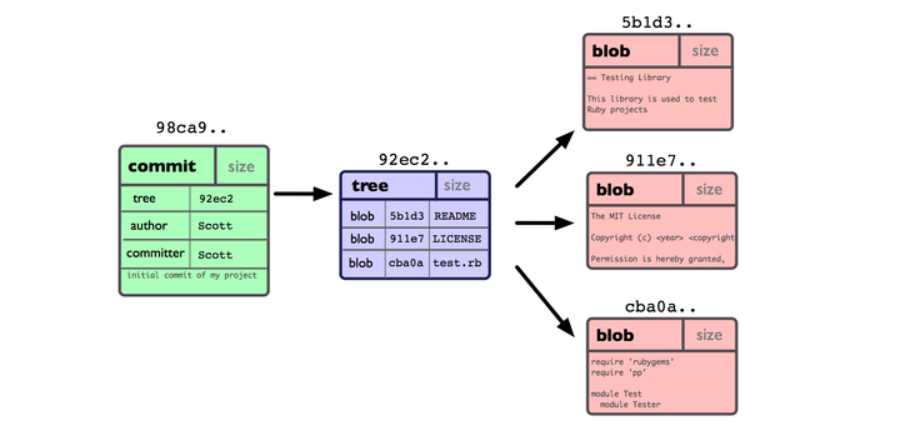 98ca9..
commit size
tree 92ec2
author Scott
committer Scott
initial commit of my project
92ec2..
tree size
blob 5b1d3 README
blob 911e7 LICENSE
blob cba0a test.rb
5b1d3..
blob size
== Testing Library
This library is used to test
Ruby projects
911e7..
blob size
The MIT License
Copyright (c) <year> <copyright
Permission is hereby granted,
cba0a..
blob size
require 'rubygems'
require 'pp'
module Test
module Tester